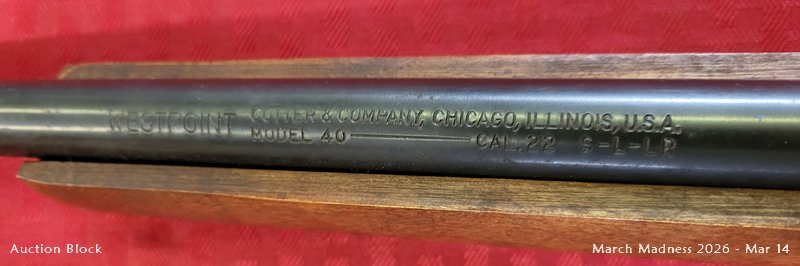 WESTPOINT COTTER & COMPANY, CHICAGO, ILLINOIS, U.S.A.
MODEL 40 CAL. 22 S-L-LR
Auction Block
March Madness 2026 - Mar 14